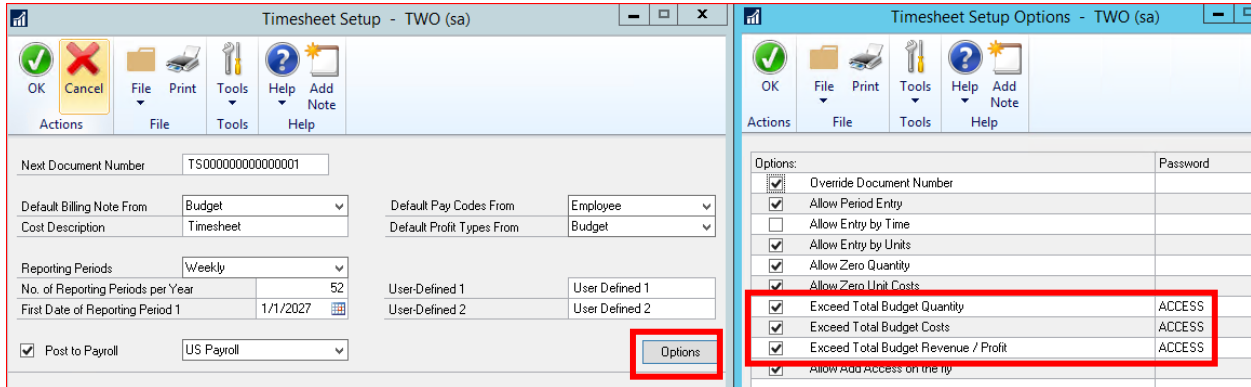 Timesheet Setup - TWO (sa)
OK Cancel File Print Tools Help Add Note
Actions File Tools Help
Next Document Number TS000000000000001
Default Billing Note From Budget Default Pay Codes From Employee
Cost Description Timesheet Default Profit Types From Budget
Reporting Periods Weekly
No. of Reporting Periods per Year 52 User-Defined 1 User Defined 1
First Date of Reporting Period 1 1/1/2027 User-Defined 2 User Defined 2
Post to Payroll US Payroll Options
Timesheet Setup Options - TWO (sa)
OK File Print Tools Help Add Note
Actions File Tools Help
Options: Password
Override Document Number
Allow Period Entry
Allow Entry by Time
Allow Entry by Units
Allow Zero Quantity
Allow Zero Unit Costs
Exceed Total Budget Quantity ACCESS
Exceed Total Budget Costs ACCESS
Exceed Total Budget Revenue / Profit ACCESS
Allow Add Access on the fly